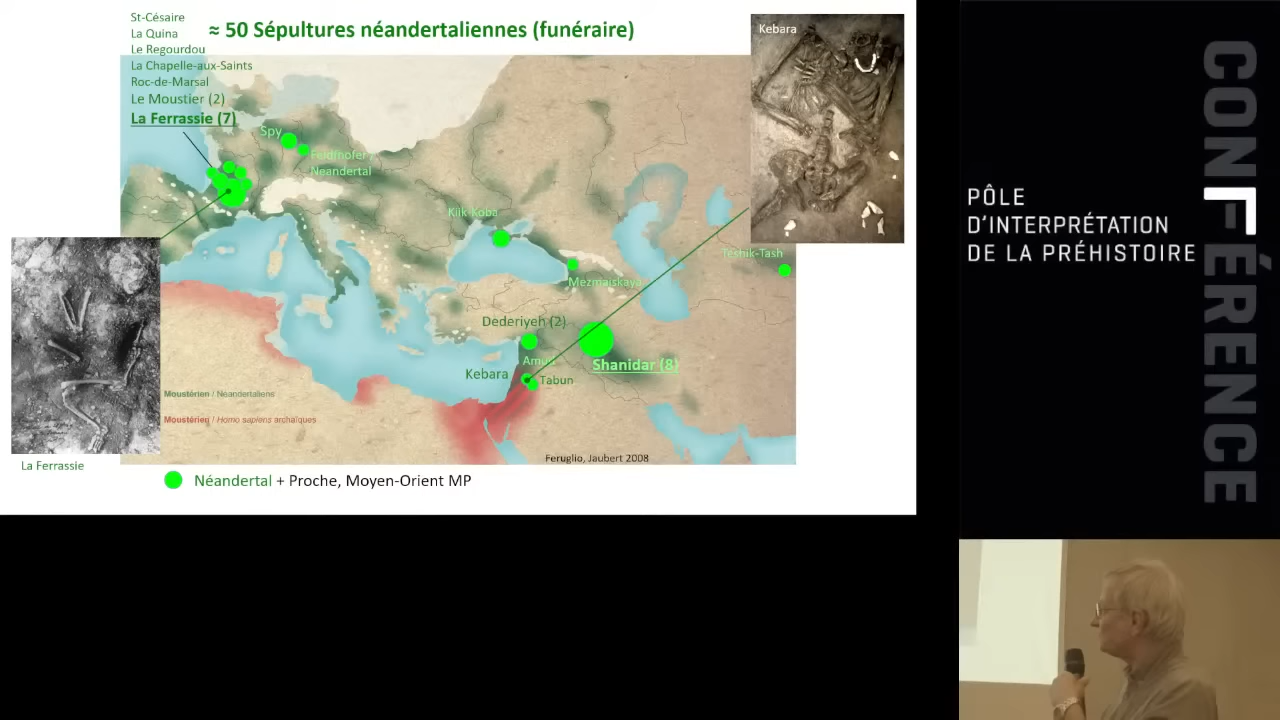 St-Césaire
La Quina
≈ 50 Sépultures néandertaliennes (funéraire)
Le Regourdou
La Chapelle-aux-Saints
Roc-de-Marsal
Le Moustier (2)
La Ferrassie (7)
Kebara
Spy
Feldhofer /
Neandertal
Kiik-Koba
Teshik-Tash
Mezmaiskaya
Dederiyeh (2)
Amud
Shanidar (8)
Kebara
Tabun
Moustérien / Néandertaliens
Moustérien / Homo sapiens archaïques
Feruglio, Jaubert 2008
La Ferrassie
Néandertal + Proche, Moyen-Orient MP
PÔLE
D'INTERPRÉTATION
DE LA PRÉHISTOIRE
CONFÉRENCE